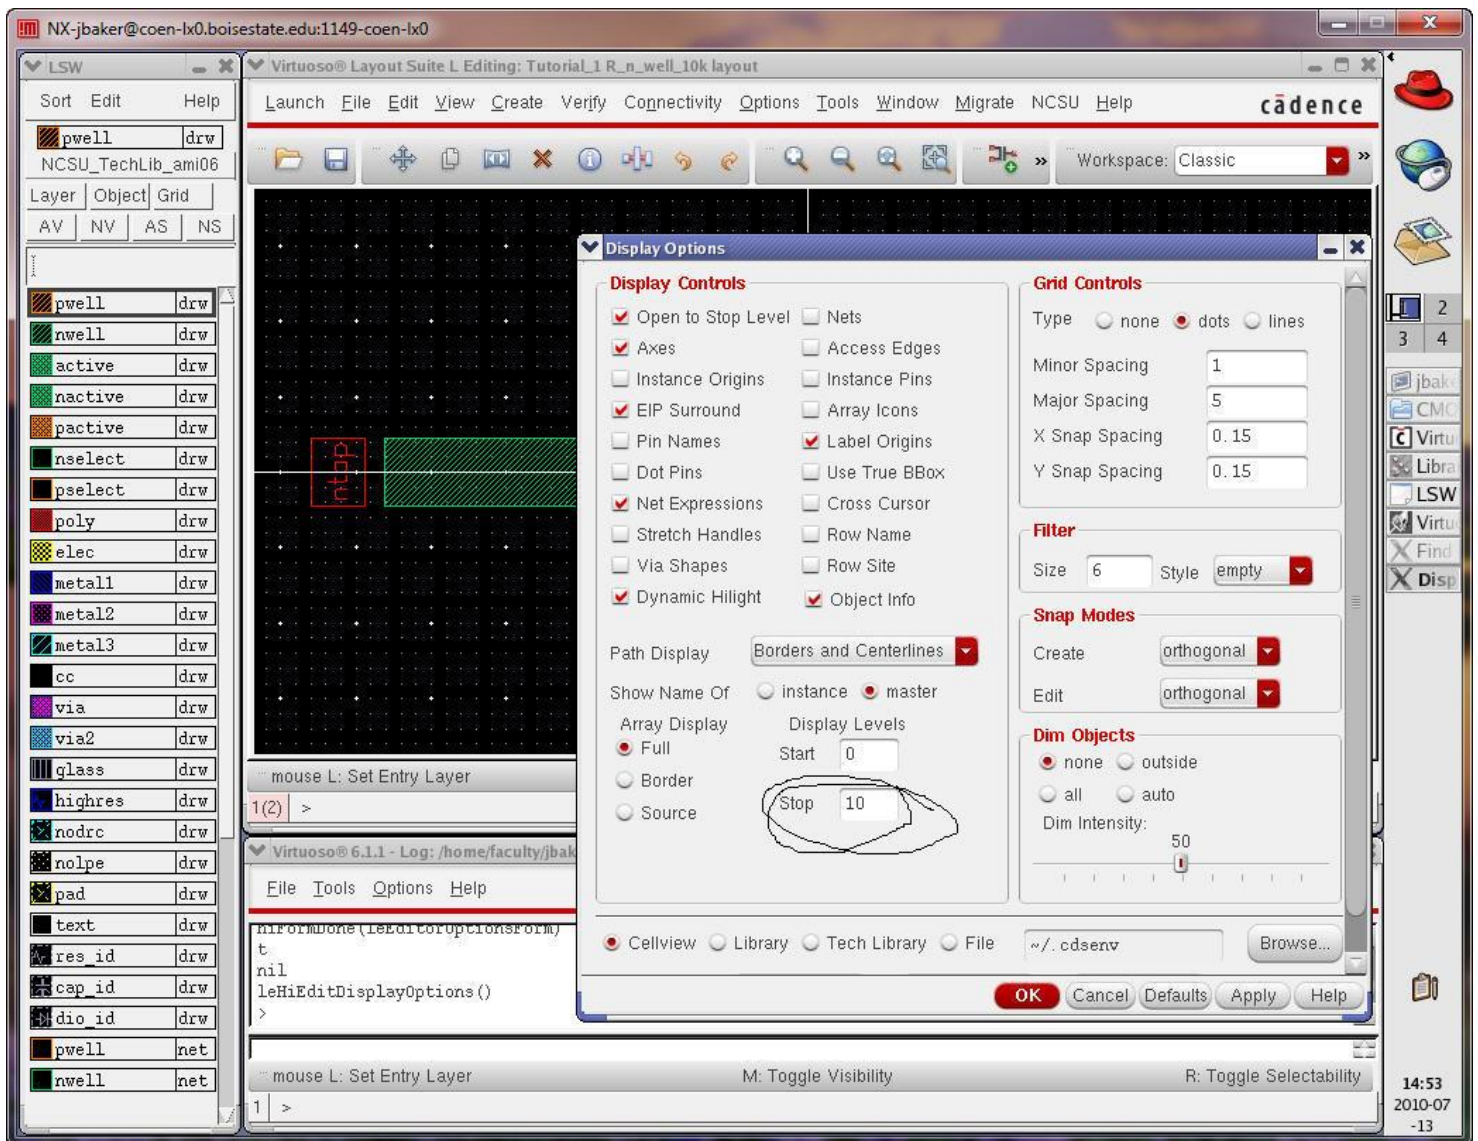 NX-jbaker@coen-lx0.boisestate.edu:1149-coen-lx0
LSW
Sort Edit Help
pwell drw
NCSU_TechLib_ami06
Layer Object Grid
AV NV AS NS
pwell drw
nwell drw
active drw
nactive drw
pactive drw
nselect drw
pselect drw
poly drw
elec drw
metal1 drw
metal2 drw
metal3 drw
cc drw
via drw
via2 drw
glass drw
highres drw
nodrc drw
nolpe drw
pad drw
text drw
res_id drw
cap_id drw
dio_id drw
pwell net
nwell net
Virtuoso® Layout Suite L Editing: Tutorial_1 R_n_well_10k layout
Launch File Edit View Create Verify Connectivity Options Tools Window Migrate NCSU Help
cādence
» Workspace: Classic »
ntap
mouse L: Set Entry Layer
1(2) >
Display Options
Display Controls
Open to Stop Level Nets
Axes Access Edges
Instance Origins Instance Pins
EIP Surround Array Icons
Pin Names Label Origins
Dot Pins Use True BBox
Net Expressions Cross Cursor
Stretch Handles Row Name
Via Shapes Row Site
Dynamic Hilight Object Info
Path Display Borders and Centerlines
Show Name Of instance master
Array Display Display Levels
Full Start 0
Border
Source Stop 10
Grid Controls
Type none dots lines
Minor Spacing 1
Major Spacing 5
X Snap Spacing 0.15
Y Snap Spacing 0.15
Filter
Size 6 Style empty
Snap Modes
Create orthogonal
Edit orthogonal
Dim Objects
none outside
all auto
Dim Intensity:
50
Cellview Library Tech Library File ~/.cdsenv Browse...
OK Cancel Defaults Apply Help
Virtuoso® 6.1.1 - Log: /home/faculty/jbak
File Tools Options Help
hiFormDone(leEditorOptionsForm)
t
nil
leHiEditDisplayOptions()
>
mouse L: Set Entry Layer M: Toggle Visibility R: Toggle Selectability
1 >
2
3 4
jbak
CMO
Virtu
Libra
LSW
Virtu
Find
Disp
14:53
2010-07
-13